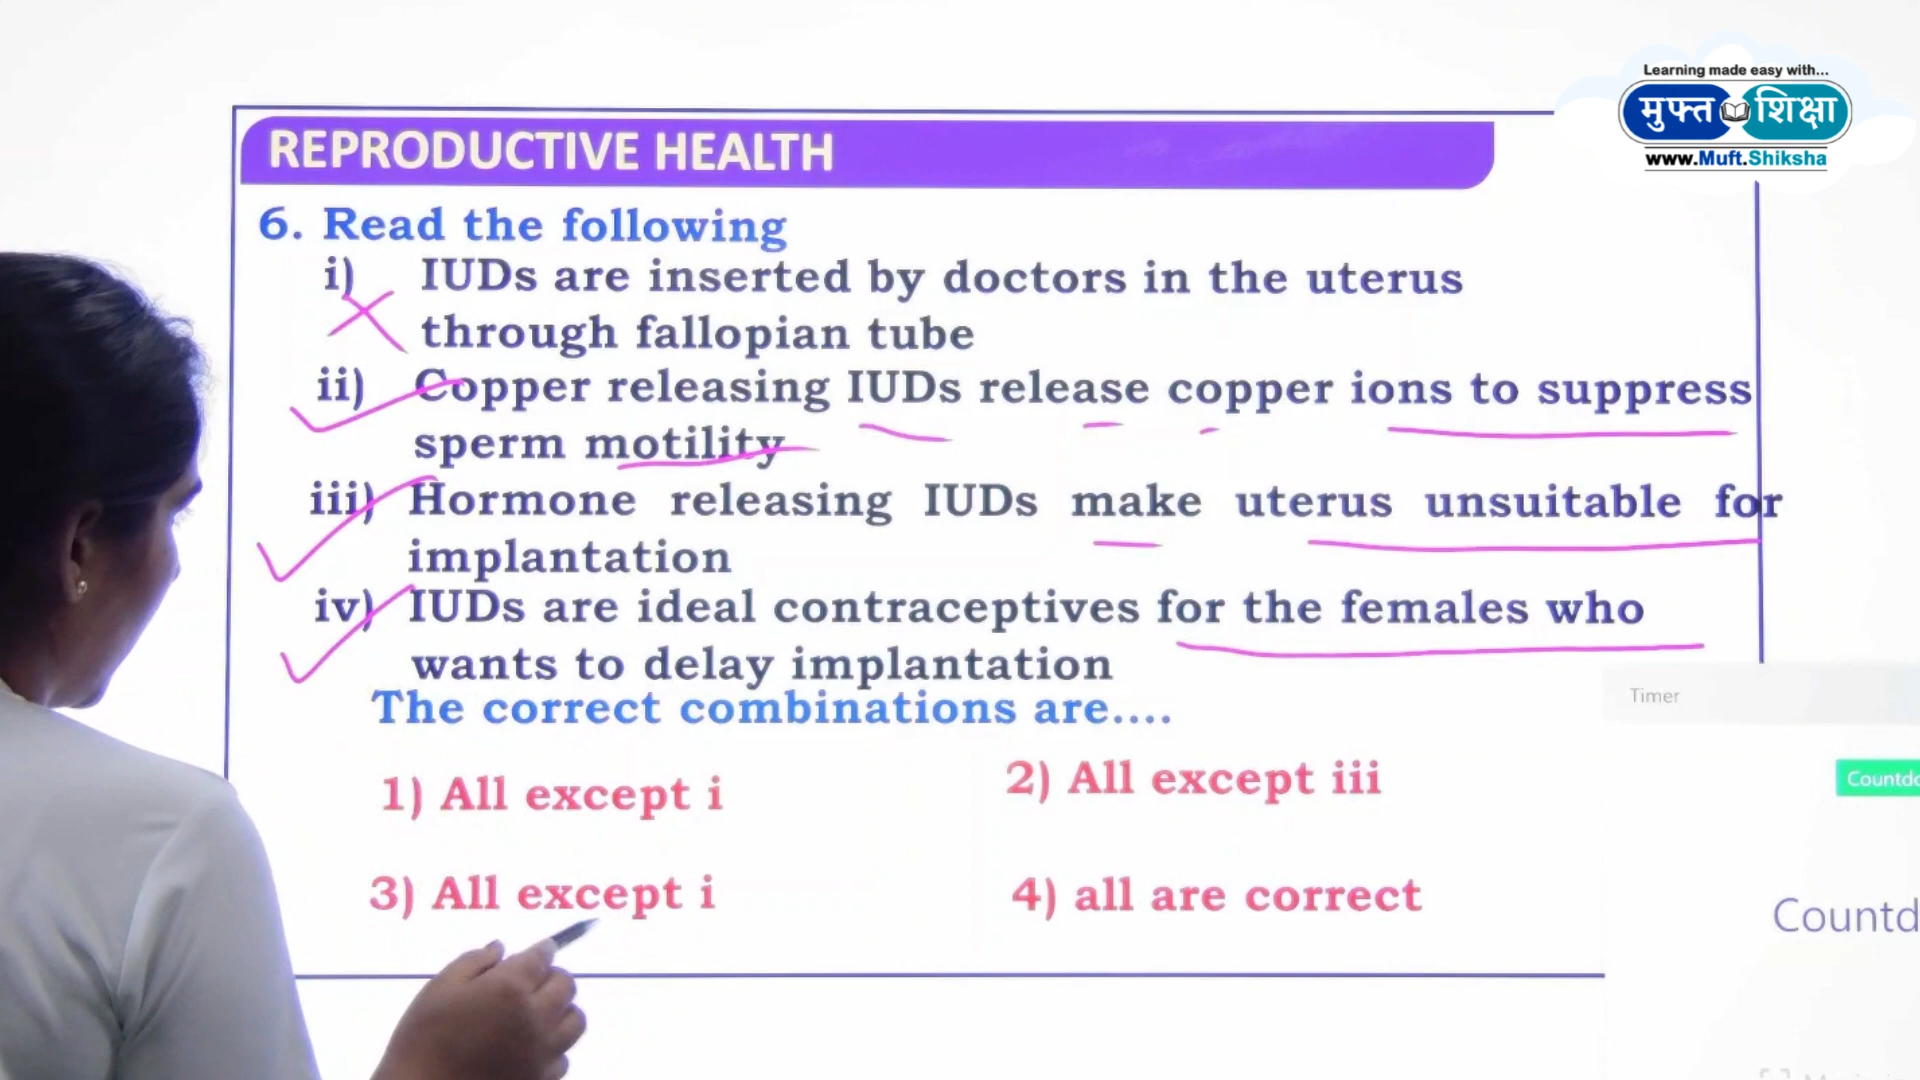 Learning made easy with...
मुफ्त शिक्षा
www.Muft.Shiksha
REPRODUCTIVE HEALTH
6. Read the following
i) IUDs are inserted by doctors in the uterus
through fallopian tube
ii) Copper releasing IUDs release copper ions to suppress
sperm motility
iii) Hormone releasing IUDs make uterus unsuitable for
implantation
iv) IUDs are ideal contraceptives for the females who
wants to delay implantation
The correct combinations are....
1) All except i
2) All except iii
3) All except i
4) all are correct
Timer
Countdo
Countd